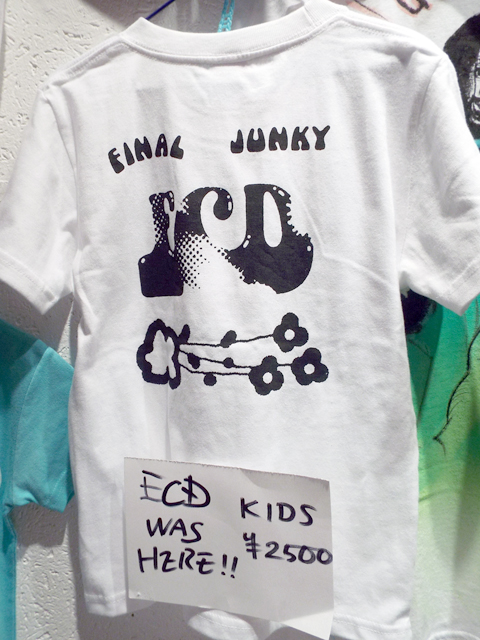 FINAL JUNKY
ECD
ECD
WAS
HERE!!
KIDS
¥2500